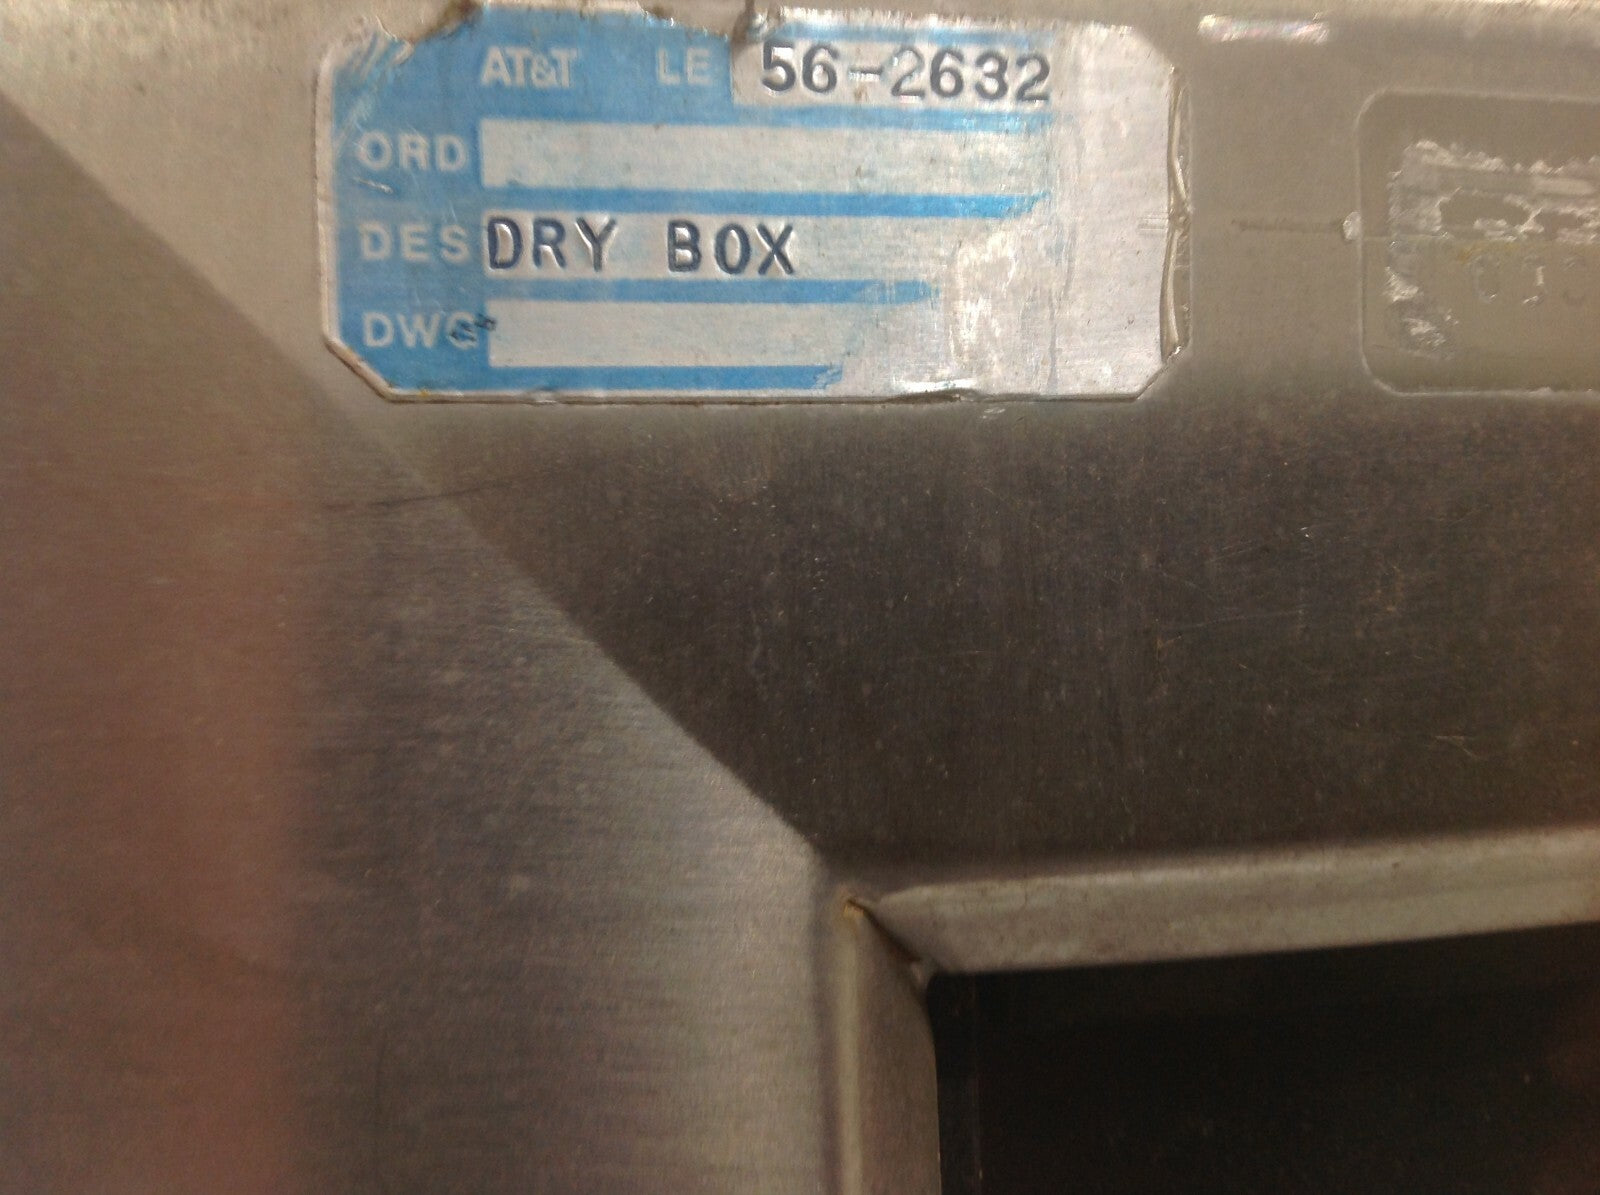 AT&T LE 56-2632
ORD
DES DRY BOX
DWG